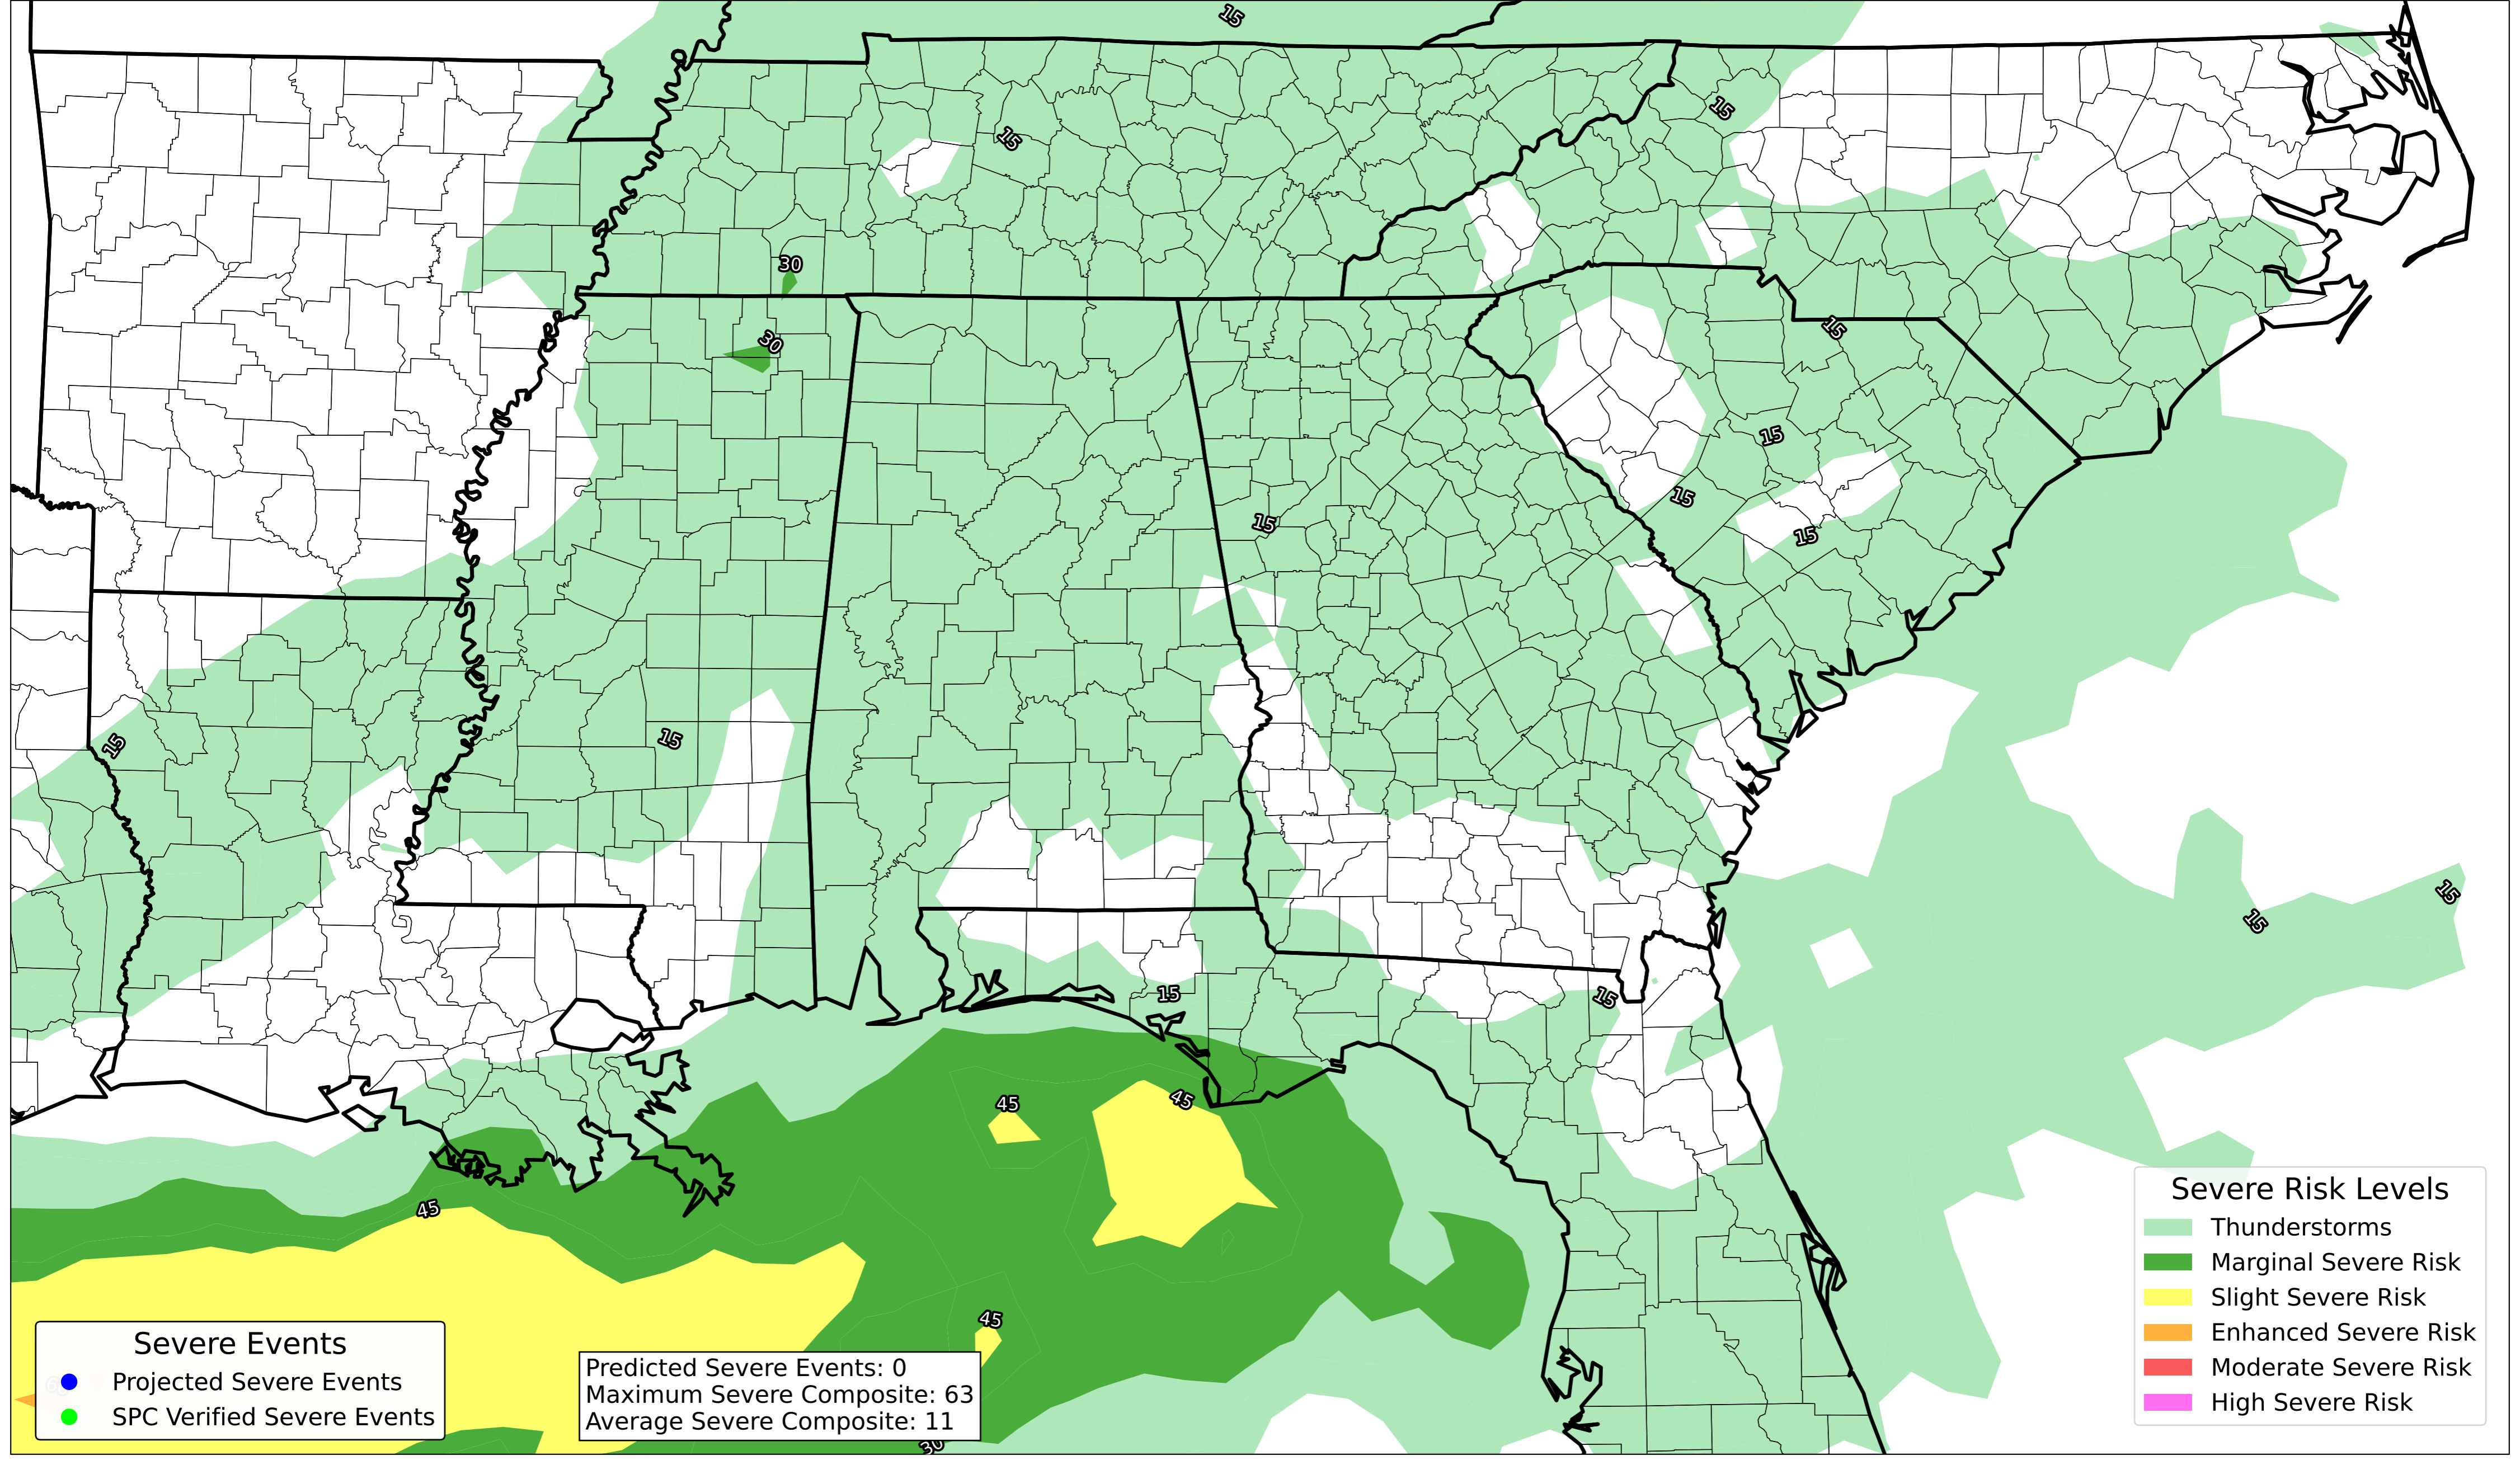 15
15
15
30
30
15
15
15
15
15
15
15
15
15
15
15
15
45
45
45
45
30
Severe Risk Levels
Thunderstorms
Marginal Severe Risk
Slight Severe Risk
Enhanced Severe Risk
Moderate Severe Risk
High Severe Risk
Severe Events
Projected Severe Events
SPC Verified Severe Events
Predicted Severe Events: 0
Maximum Severe Composite: 63
Average Severe Composite: 11